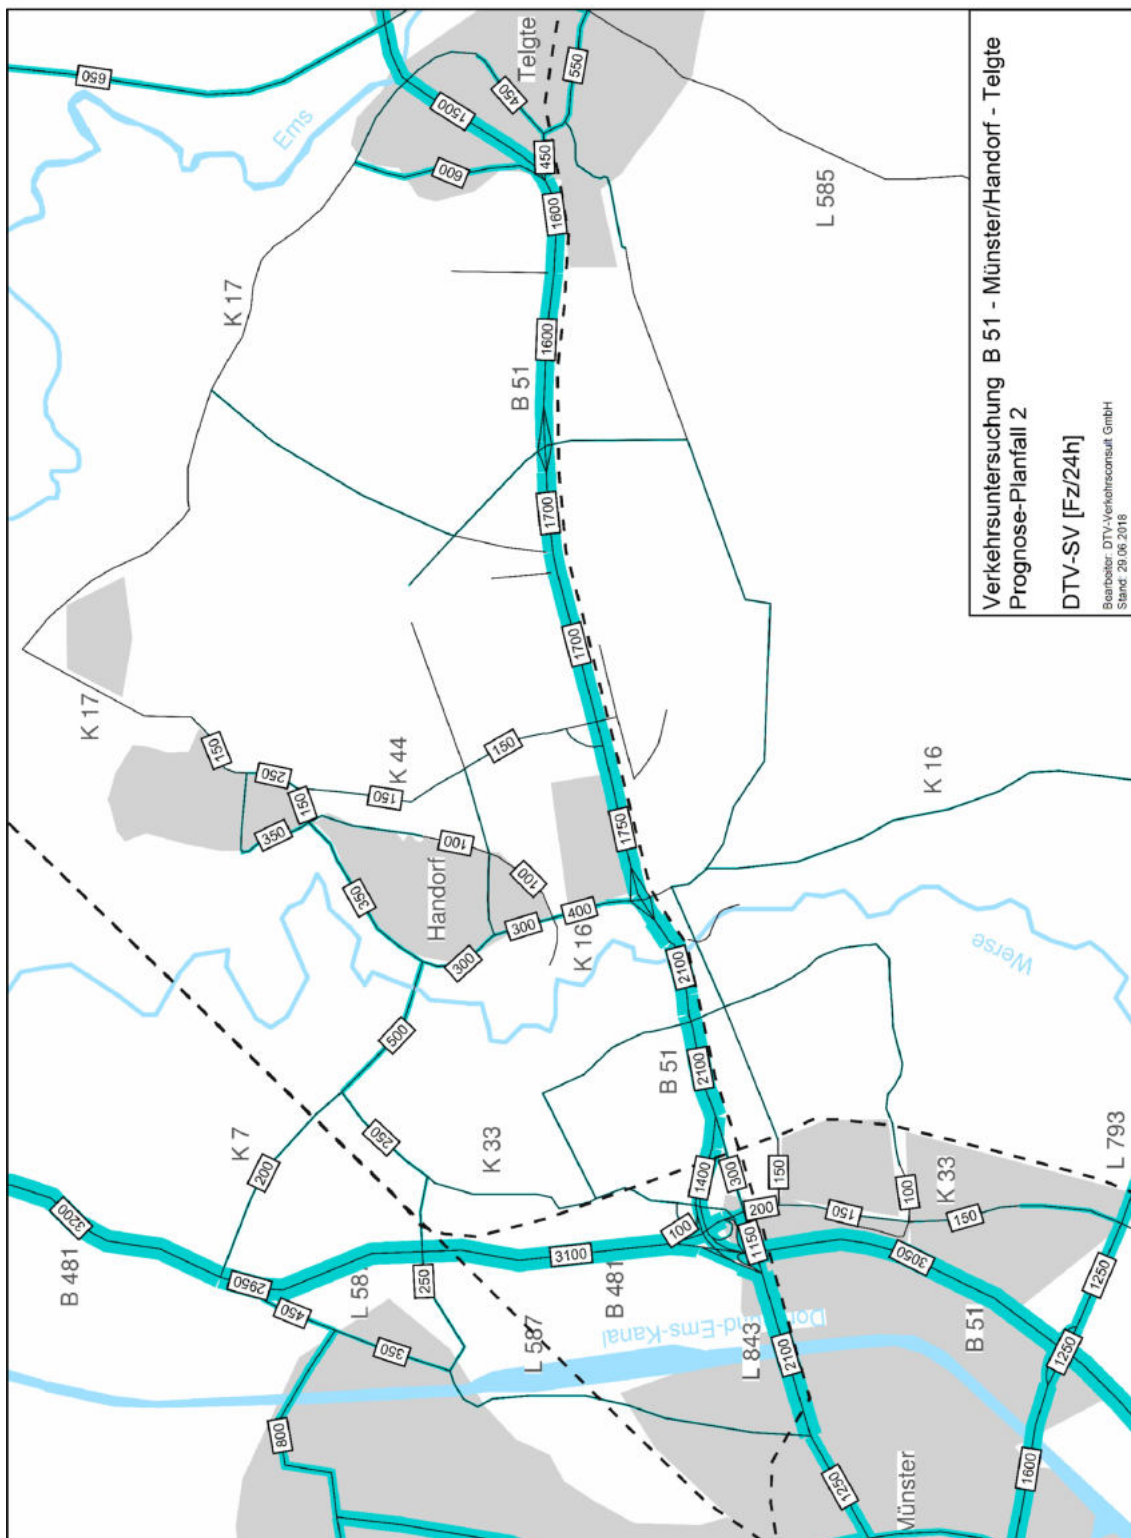 B 481
3200
650
K 17
K 7
2950
200
150
K 17
800
450
250
350
Ems
150
L 587
350
350
K 44
350
150
250
250
500
Handorf
100
600
1500
300
K 33
150
450
300
100
B 51
Telgte
L 587
3100
K 16
400
1600
1600
450
1700
550
1700
B 481
1750
B 51
2100
100
1400
2100
L 843
Dortmund-Ems-Kanal
300
1150
200
150
L 585
2100
1250
150
Münster
3050
100
K 16
K 33
B 51
150
Werse
1600
1250
1250
L 793
Verkehrsuntersuchung B 51 - Münster/Handorf - Telgte
Prognose-Planfall 2
DTV-SV [Fz/24h]
Bearbeiter: DTV-Verkehrsconsult GmbH
Stand: 29.06.2018